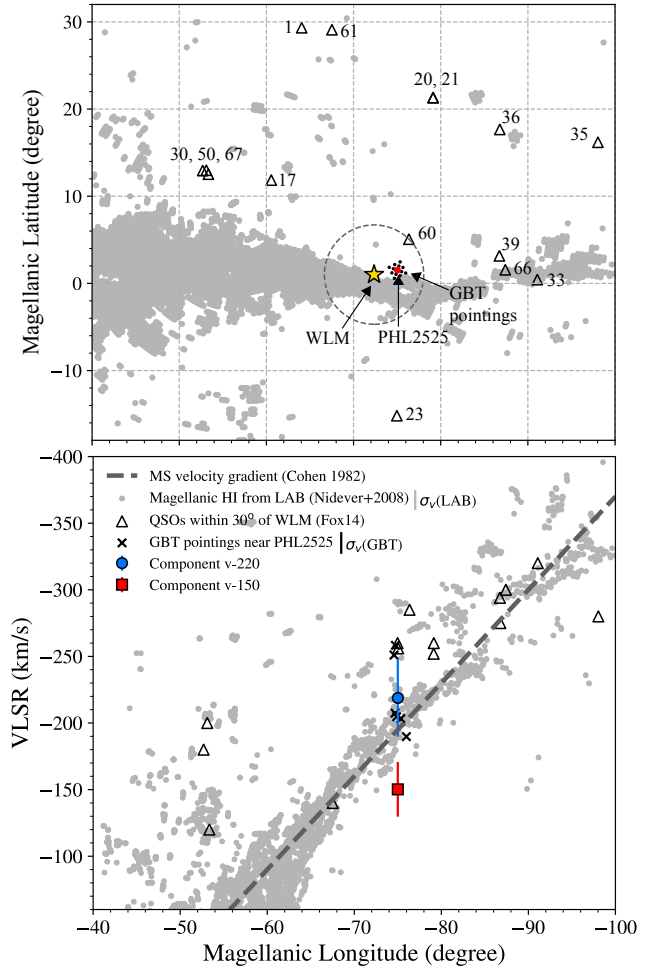 30
20
10
0
−10
Magellanic Latitude (degree)
1
61
20, 21
36
35
30, 50, 67
17
60
39
66
33
GBT
pointings
WLM
PHL2525
23
−400
−350
−300
−250
−200
−150
−100
VLSR (km/s)
MS velocity gradient (Cohen 1982)
Magellanic HI from LAB (Nidever+2008) | σv(LAB)
QSOs within 30° of WLM (Fox14)
GBT pointings near PHL2525 | σv(GBT)
Component v-220
Component v-150
−40 −50 −60 −70 −80 −90 −100
Magellanic Longitude (degree)